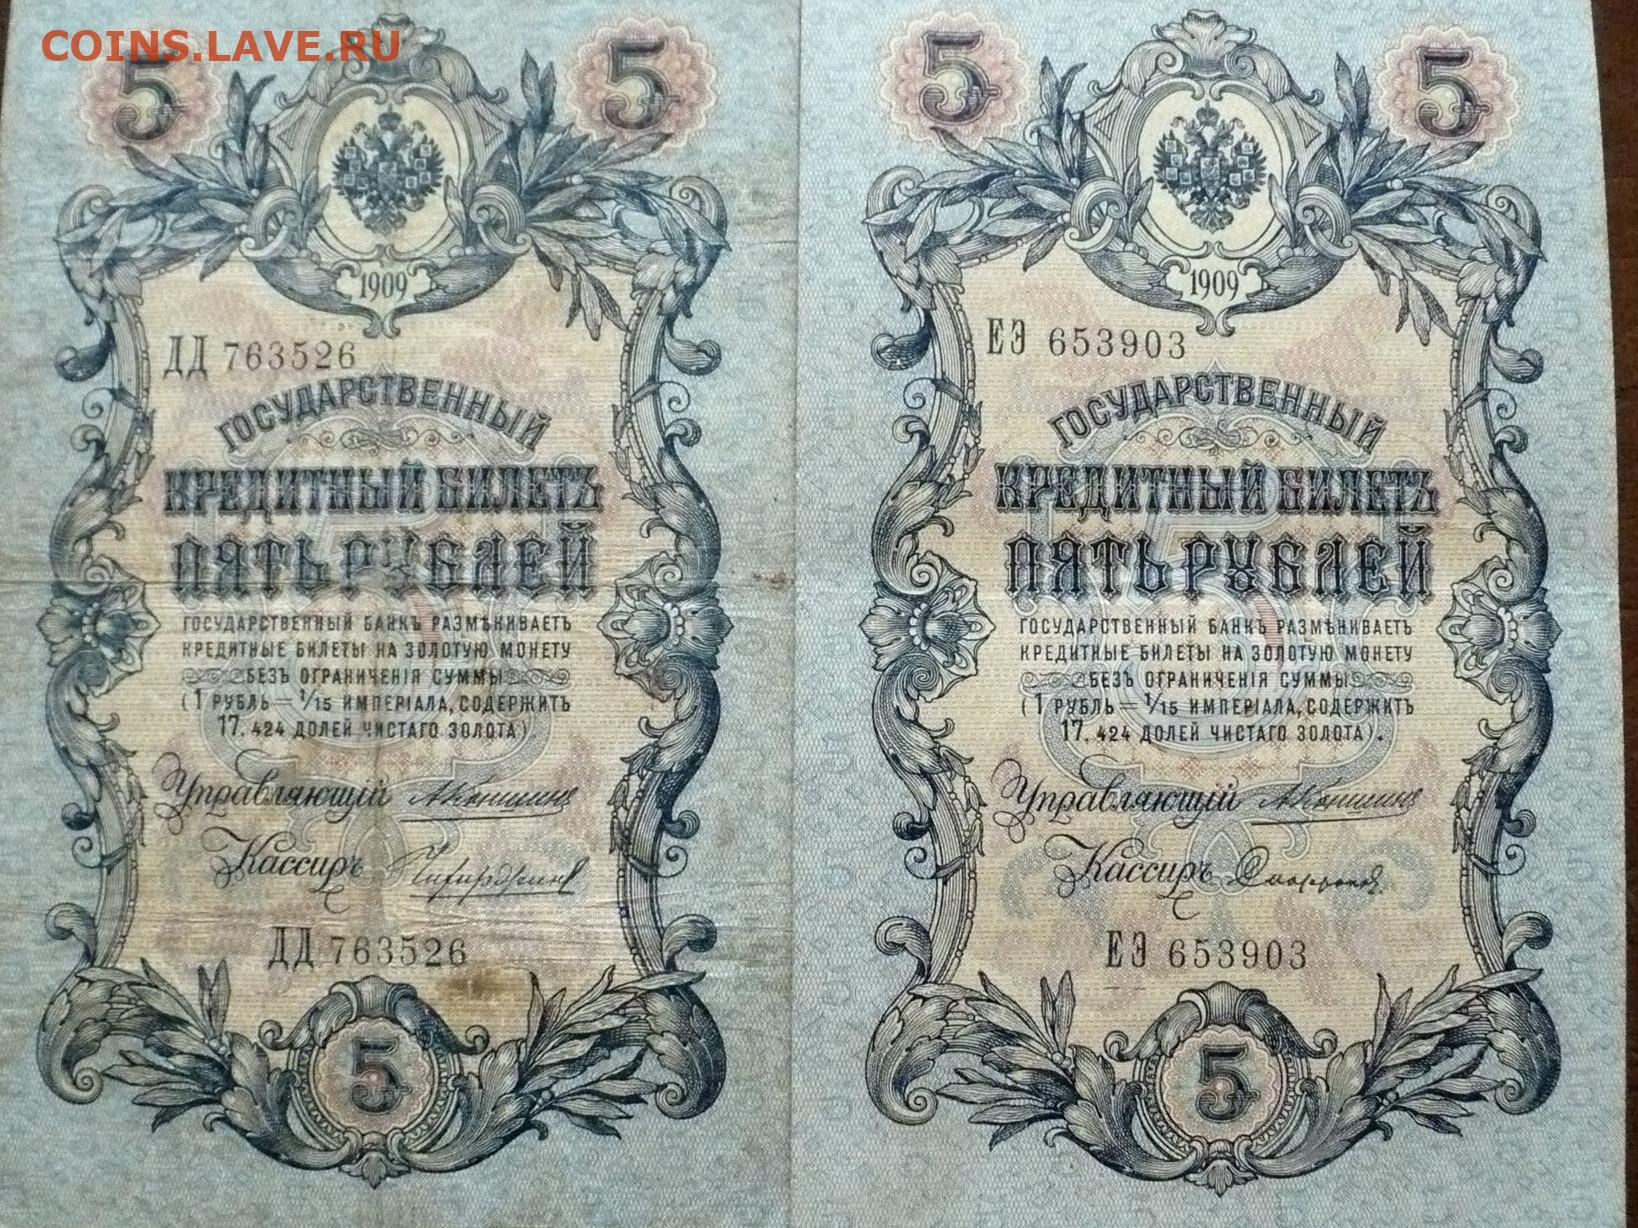 COINS.LAVE.RU
5 5
1909
ДД 763526
ГОСУДАРСТВЕННЫЙ
КРЕДИТНЫЙ БИЛЕТЪ
ПЯТЬ РУБЛЕЙ
ГОСУДАРСТВЕННЫЙ БАНКЪ РАЗМѢНИВАЕТЪ
КРЕДИТНЫЕ БИЛЕТЫ НА ЗОЛОТУЮ МОНЕТУ
БЕЗЪ ОГРАНИЧЕНІЯ СУММЫ
(1 РУБЛЬ = 1/15 ИМПЕРІАЛА, СОДЕРЖИТЪ
17.424 ДОЛЕЙ ЧИСТАГО ЗОЛОТА).
Управляющій АКоншинъ
Кассиръ
ДД 763526
5
5 5
1909
ЕЭ 653903
ГОСУДАРСТВЕННЫЙ
КРЕДИТНЫЙ БИЛЕТЪ
ПЯТЬ РУБЛЕЙ
ГОСУДАРСТВЕННЫЙ БАНКЪ РАЗМѢНИВАЕТЪ
КРЕДИТНЫЕ БИЛЕТЫ НА ЗОЛОТУЮ МОНЕТУ
БЕЗЪ ОГРАНИЧЕНІЯ СУММЫ
(1 РУБЛЬ = 1/15 ИМПЕРІАЛА, СОДЕРЖИТЪ
17.424 ДОЛЕЙ ЧИСТАГО ЗОЛОТА).
Управляющій АКоншинъ
Кассиръ
ЕЭ 653903
5